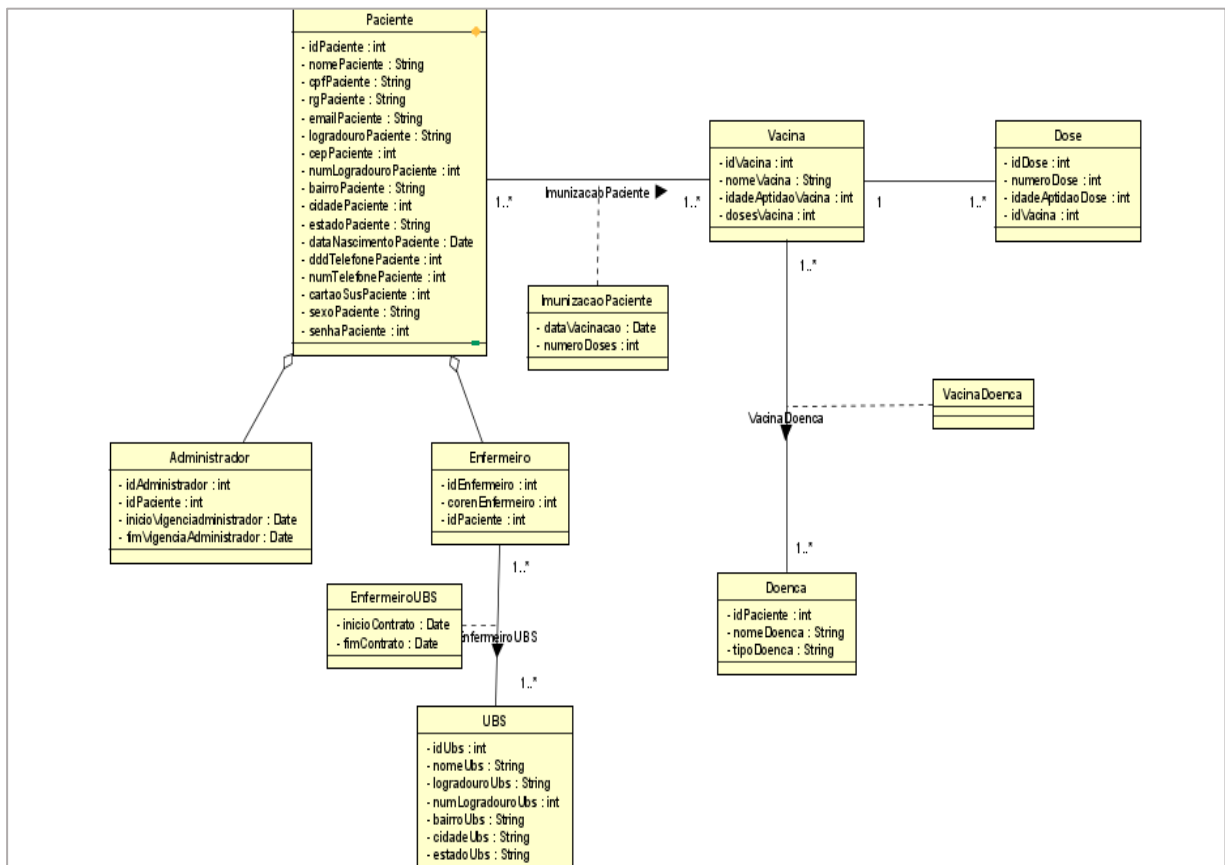 Paciente
- idPaciente : int
- nomePaciente : String
- cpfPaciente : String
- rgPaciente : String
- emailPaciente : String
- logradouroPaciente : String
- cepPaciente : int
- numLogradouroPaciente : int
- bairroPaciente : String
- cidadePaciente : int
- estadoPaciente : String
- dataNascimentoPaciente : Date
- dddTelefonePaciente : int
- numTelefonePaciente : int
- cartaoSusPaciente : int
- sexoPaciente : String
- senhaPaciente : int
1..*
ImunizacaoPaciente
1..*
Vacina
- idVacina : int
- nomeVacina : String
- idadeAptidaoVacina : int
- dosesVacina : int
1
1..*
Dose
- idDose : int
- numeroDose : int
- idadeAptidaoDose : int
- idVacina : int
ImunizacaoPaciente
- dataVacinacao : Date
- numeroDoses : int
1..*
VacinaDoenca
VacinaDoenca
1..*
Administrador
- idAdministrador : int
- idPaciente : int
- inicioVigenciadministrador : Date
- fimVigenciaAdministrador : Date
Enfermeiro
- idEnfermeiro : int
- corenEnfermeiro : int
- idPaciente : int
1..*
EnfermeiroUBS
- inicioContrato : Date
- fimContrato : Date
EnfermeiroUBS
1..*
Doenca
- idPaciente : int
- nomeDoenca : String
- tipoDoenca : String
UBS
- idUbs : int
- nomeUbs : String
- logradouroUbs : String
- numLogradouroUbs : int
- bairroUbs : String
- cidadeUbs : String
- estadoUbs : String